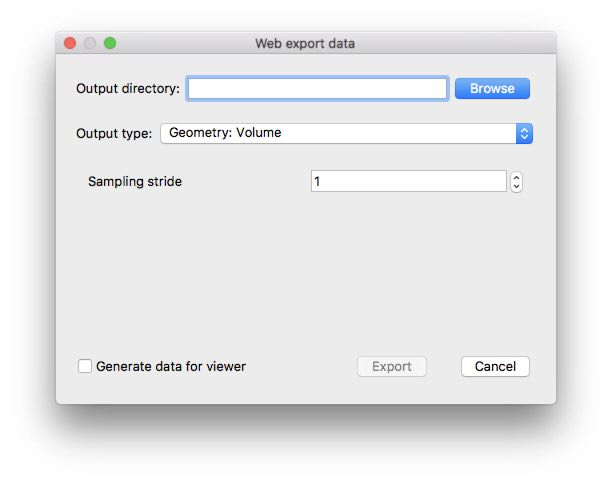 Web export data
Output directory: Browse
Output type: Geometry: Volume
Sampling stride 1
Generate data for viewer Export Cancel